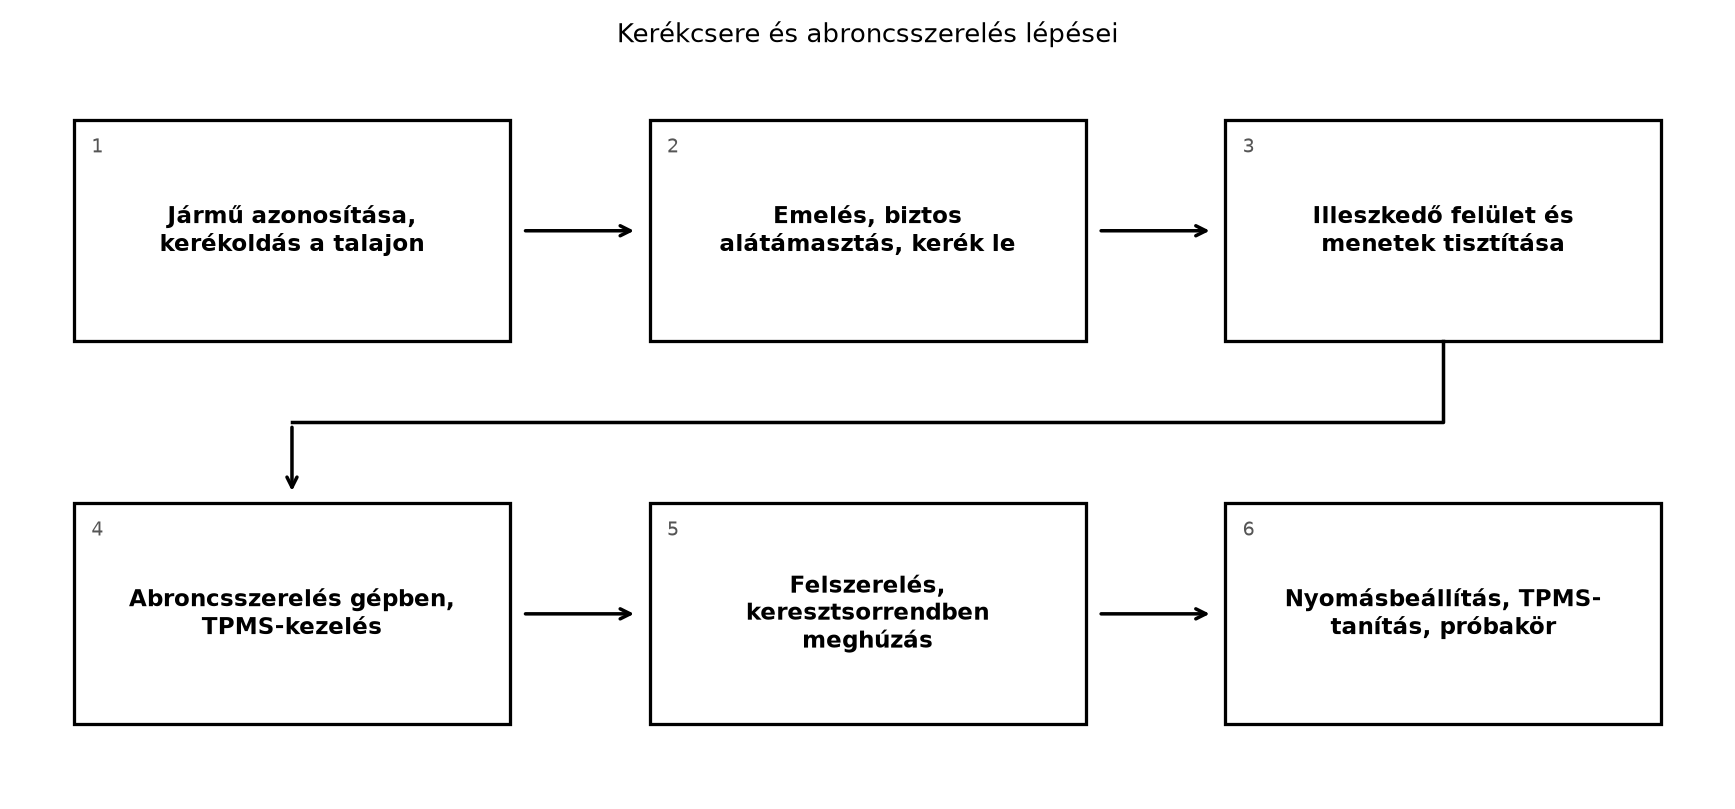 Kerékcsere és abroncsszerelés lépései
1
Jármű azonosítása,
kerékoldás a talajon
2
Emelés, biztos
alátámasztás, kerék le
3
Illeszkedő felület és
menetek tisztítása
4
Abroncsszerelés gépben,
TPMS-kezelés
5
Felszerelés,
keresztsorrendben
meghúzás
6
Nyomásbeállítás, TPMS-
tanítás, próbakör